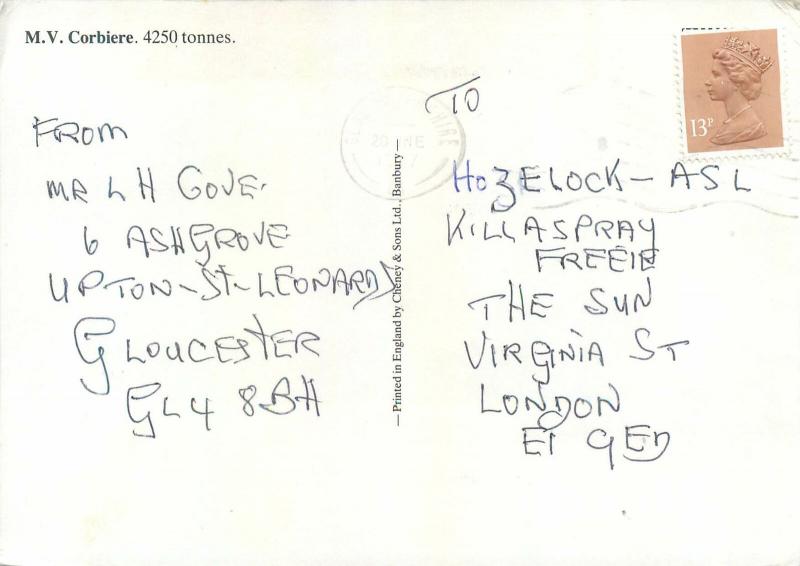 M.V. Corbiere. 4250 tonnes.
FROM
MR L H GOVE.
6 ASHGROVE
UPTON-St-LEONARDS
GLOUCESTER
GL4 8BH
— Printed in England by Cheney & Sons Ltd., Banbury —
TO
HOZELOCK-ASL
KILLASPRAY
FREEIE
THE SUN
VIRGINIA ST
LONDON
E1 9ED
13P